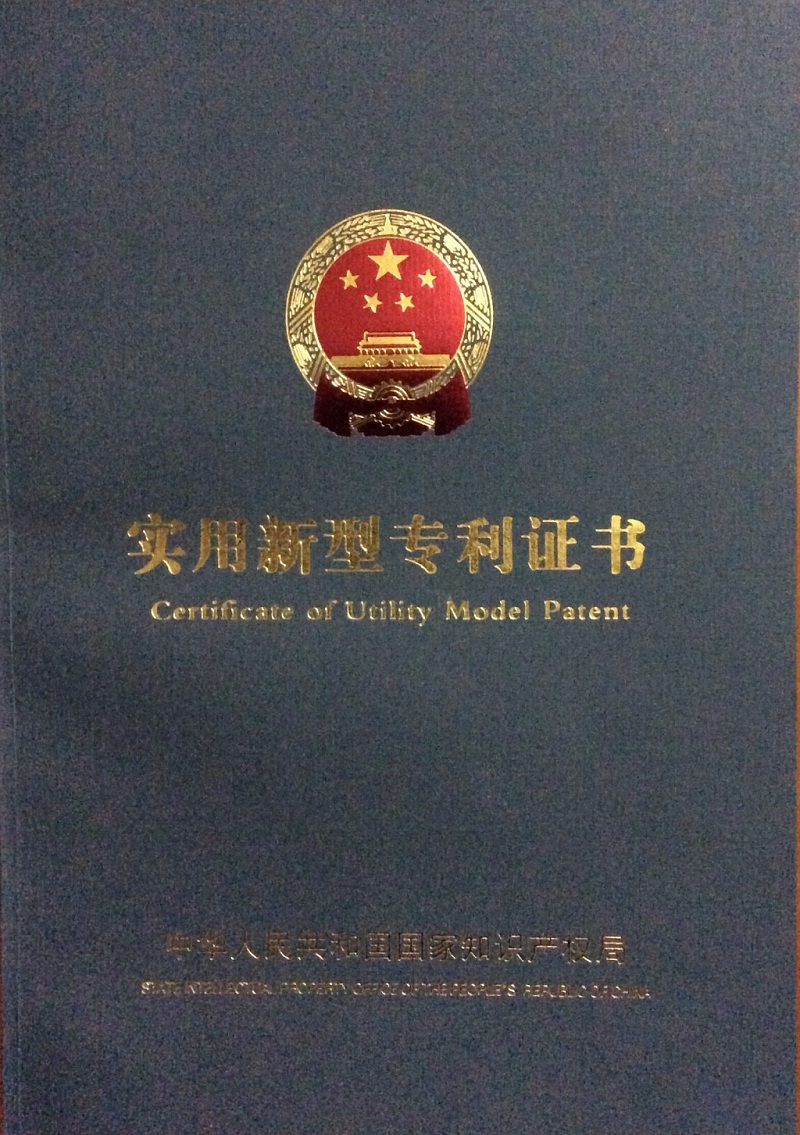 实用新型专利证书
Certificate of Utility Model Patent
中华人民共和国国家知识产权局
STATE INTELLECTUAL PROPERTY OFFICE OF THE PEOPLE'S REPUBLIC OF CHINA